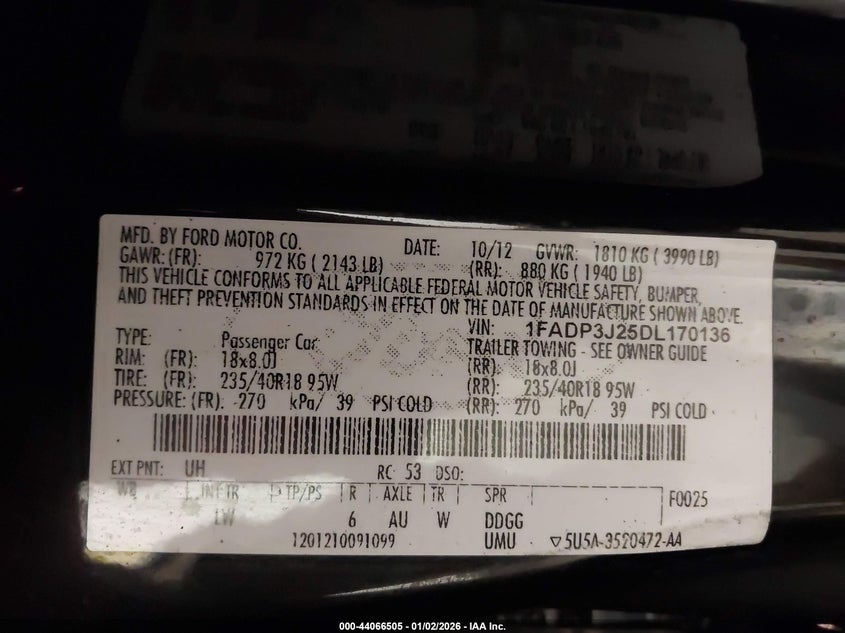 MFD. BY FORD MOTOR CO. DATE: 10/12 GVWR: 1810 KG ( 3990 LB)
GAWR: (FR): 972 KG ( 2143 LB) (RR): 880 KG ( 1940 LB)
THIS VEHICLE CONFORMS TO ALL APPLICABLE FEDERAL MOTOR VEHICLE SAFETY, BUMPER,
AND THEFT PREVENTION STANDARDS IN EFFECT ON THE DATE OF MANUFACTURE SHOWN ABOVE.
VIN: 1FADP3J25DL170136
TYPE: Passenger Car TRAILER TOWING - SEE OWNER GUIDE
RIM: (FR): 18x8.0J (RR): 18x8.0J
TIRE: (FR): 235/40R18 95W (RR): 235/40R18 95W
PRESSURE: (FR): 270 kPa/ 39 PSI COLD (RR): 270 kPa/ 39 PSI COLD
EXT PNT: UH RC: 53 DSO:
WB INT TR TP/PS R AXLE TR SPR F0025
LW 6 AU W DDGG
1201210091099 UMU ▽5U5A-3520472-AA
000-44066505 - 01/02/2026 - IAA Inc.